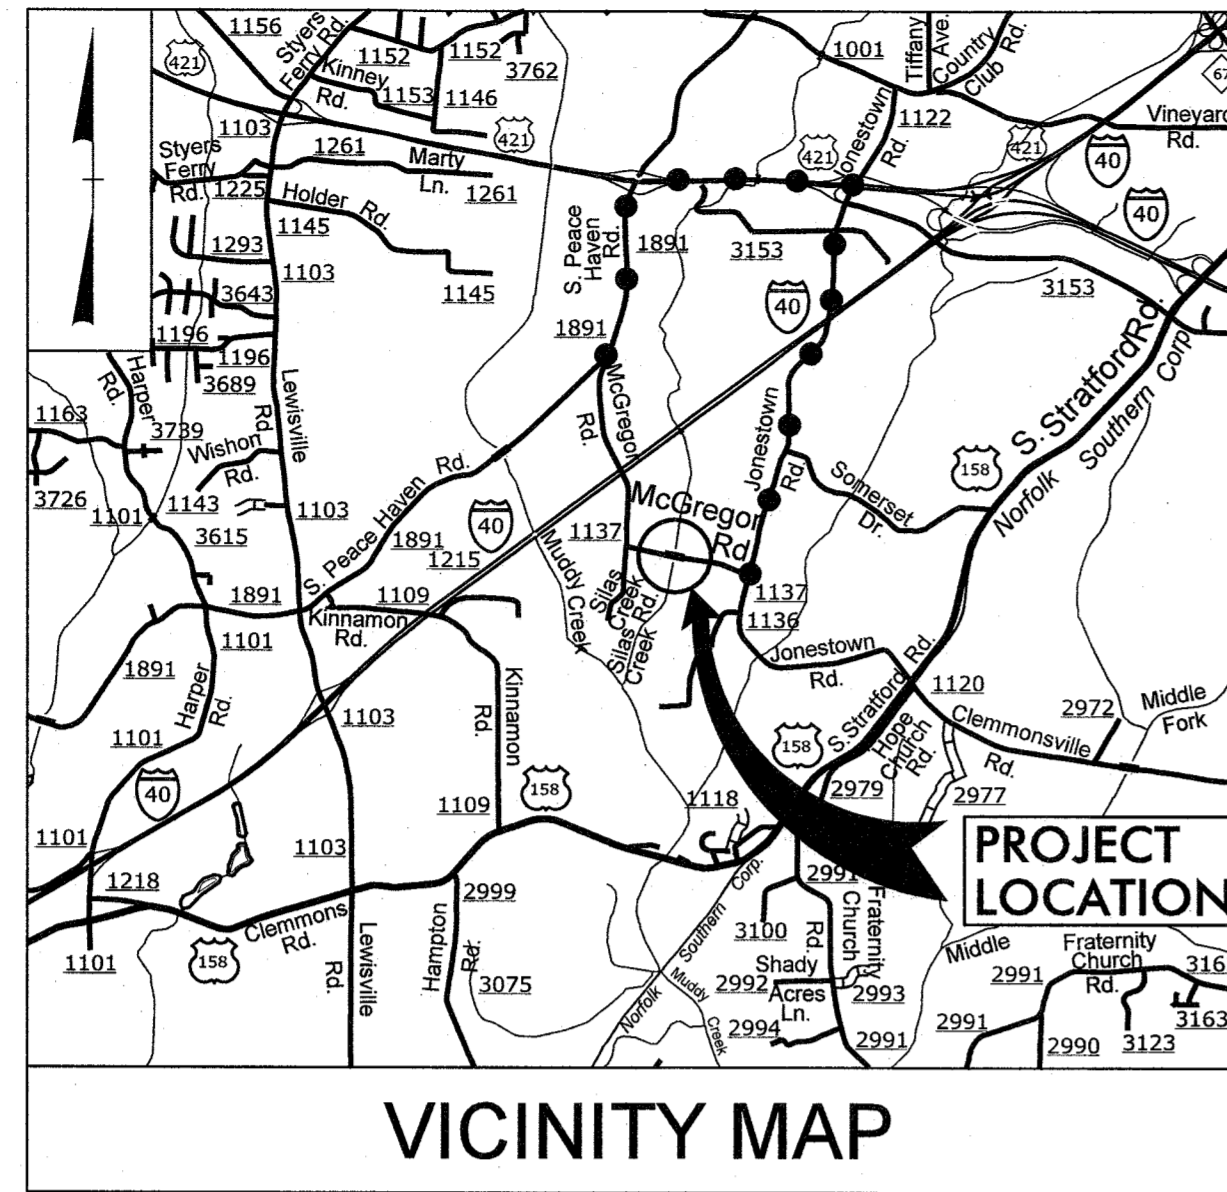 1156
Styers
Ferry Rd.
421
1152
1152
3762
Kinney
Rd.
1153
1146
1103
421
Styers
Ferry
Rd.
1225
1261
Marty
Ln.
1261
Holder Rd.
1145
1293
1103
1145
3643
1196
1196
3689
1001
Tiffany
Ave.
Country
Club
Rd.
67
Vineyard
Rd.
1122
Jonestown
Rd.
421
421
40
40
S. Peace
Haven
Rd.
1891
3153
3153
40
1891
McGregor
Rd.
Harper
Rd.
1163
3739
Wishon
Rd.
Lewisville
Rd
3726
1101
1143
3615
1103
S. Peace Haven Rd.
40
1891
1215
Jonestown
Rd.
Somerset
Dr.
158
S. Stratford Rd.
Norfolk Southern Corp
McGregor
Rd
1137
Muddy Creek
Silas
Creek
Rd.
Silas
Creek
1137
1136
1891
1109
Kinnamon
Rd.
1101
1891
Harper
Rd.
Kinnamon
Rd.
Jonestown
Rd.
S. Stratford Rd.
1120
2972
Middle
Fork
1103
1101
40
Clemmonsville
Rd.
158
Hope
Church
Rd.
2979
2977
1109
158
1118
1101
1103
1218
PROJECT
LOCATION
2991
2999
Clemmons
Rd.
158
1101
Lewisville
Rd.
Hampton
Rd.
3075
Norfolk Southern Corp.
Muddy
Creek
3100
Fraternity
Church
Rd.
Shady
Acres
Ln.
2992
2993
2994
2991
Middle
Fraternity
Church
Rd.
2991
316
2991
2990
3123
3163
VICINITY MAP